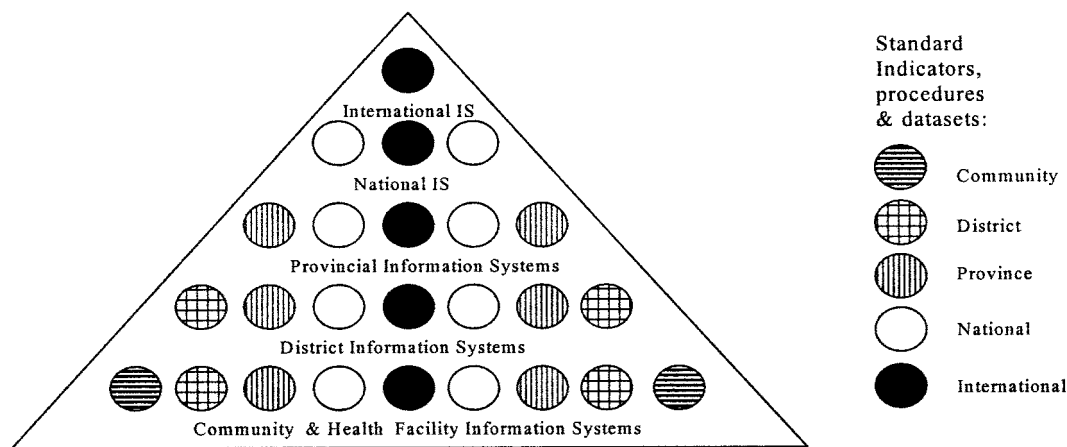 International IS
National IS
Provincial Information Systems
District Information Systems
Community & Health Facility Information Systems
Standard
Indicators,
procedures
& datasets:
Community
District
Province
National
International